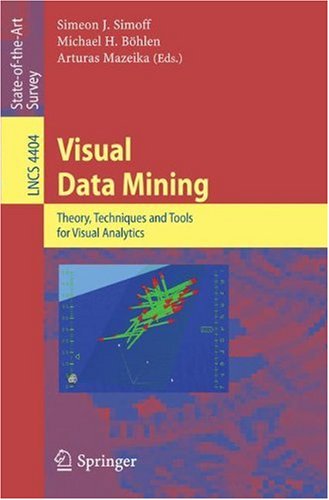 Simeon J. Simoff
Michael H. Böhlen
Arturas Mazeika (Eds.)
State-of-the-Art
Survey
LNCS 4404
Visual
Data Mining
Theory, Techniques and Tools
for Visual Analytics
Springer